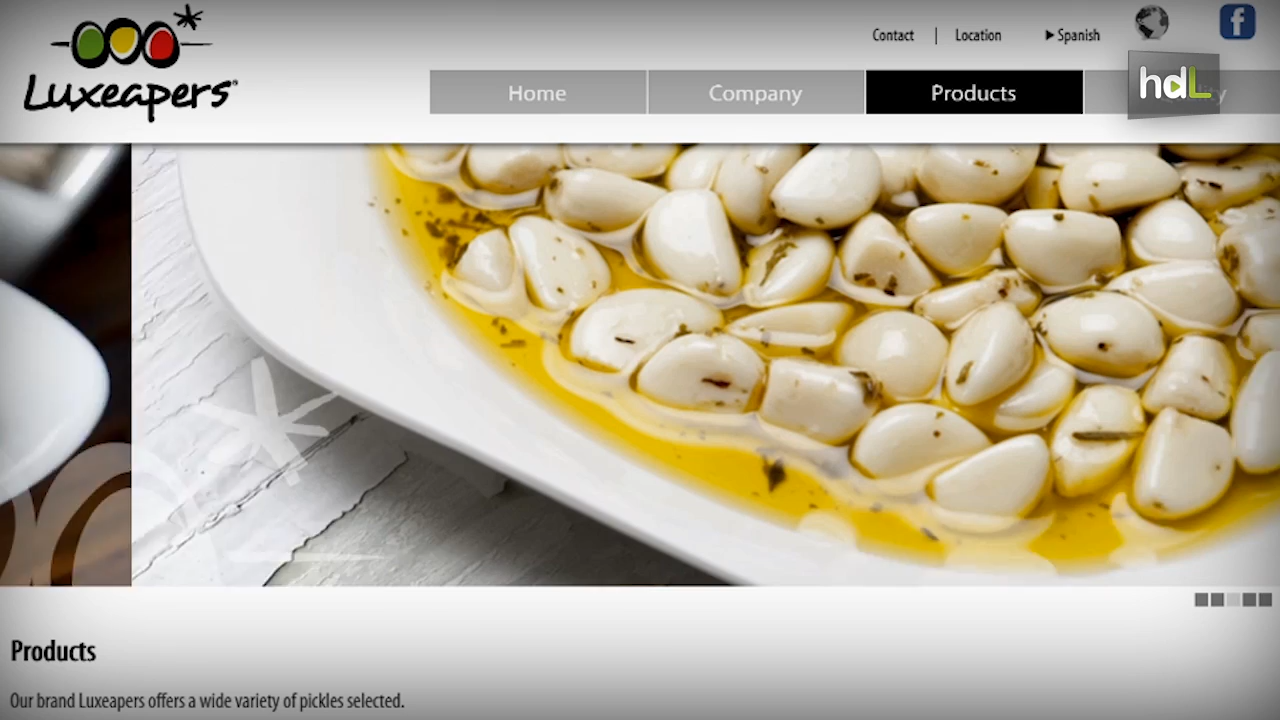 Luxeapers
Contact | Location ▶ Spanish
f
Home Company Products
hdL
Products
Our brand Luxeapers offers a wide variety of pickles selected.